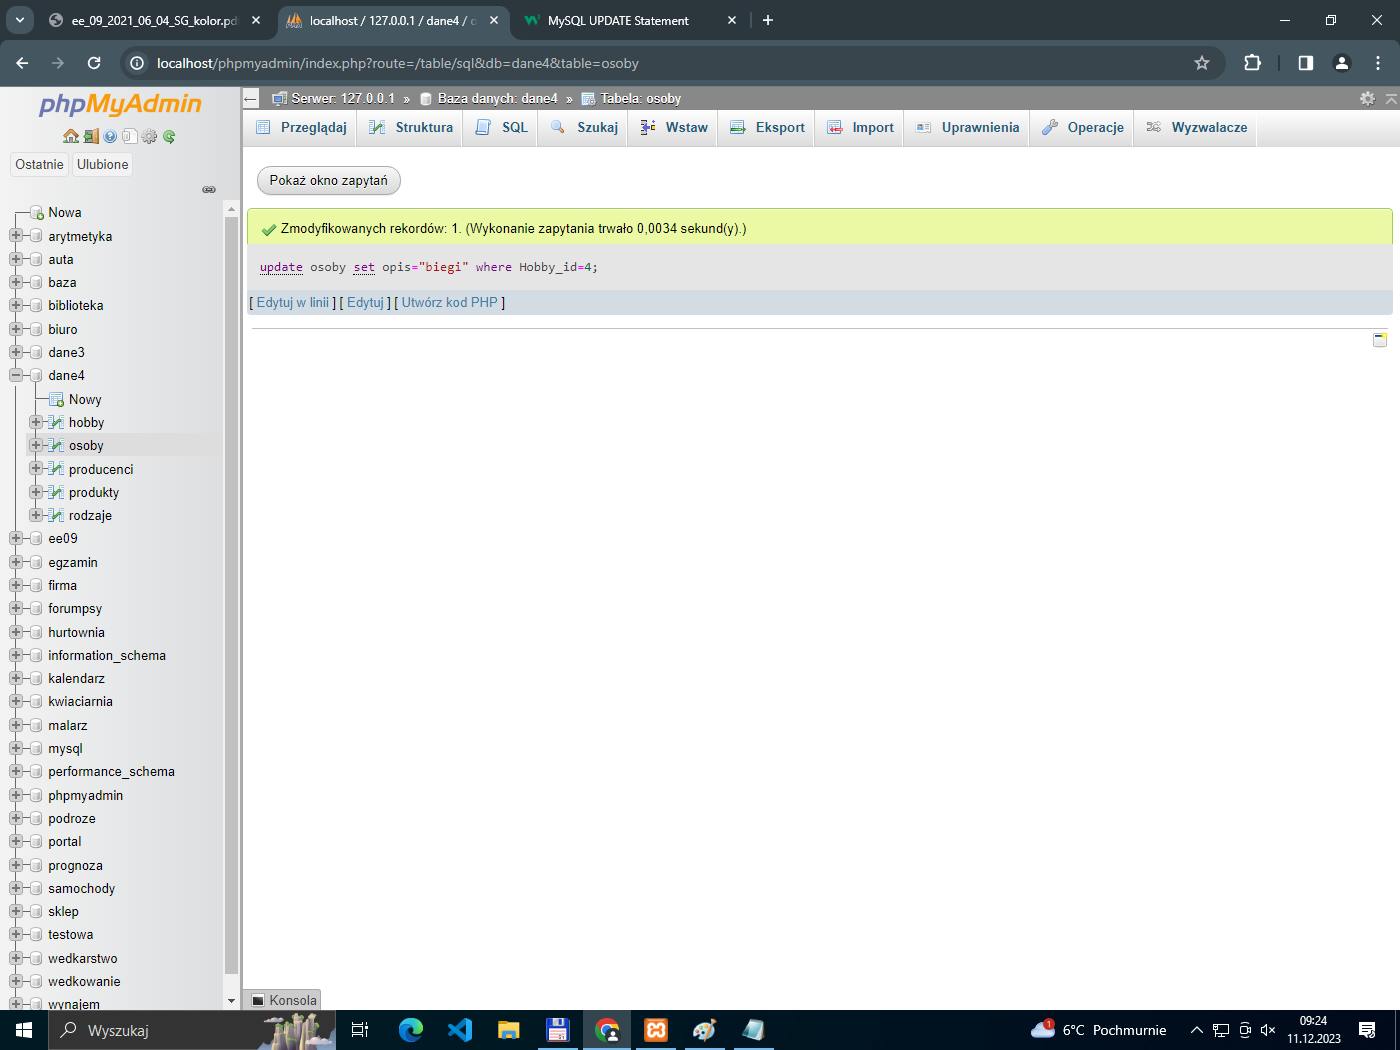 ee_09_2021_06_04_SG_kolor.pd
localhost / 127.0.0.1 / dane4 / o
MySQL UPDATE Statement
localhost/phpmyadmin/index.php?route=/table/sql&db=dane4&table=osoby
phpMyAdmin
Serwer: 127.0.0.1 » Baza danych: dane4 » Tabela: osoby
Przeglądaj
Struktura
SQL
Szukaj
Wstaw
Eksport
Import
Uprawnienia
Operacje
Wyzwalacze
Ostatnie
Ulubione
Pokaż okno zapytań
Zmodyfikowanych rekordów: 1. (Wykonanie zapytania trwało 0,0034 sekund(y).)
update osoby set opis="biegi" where Hobby_id=4;
[ Edytuj w linii ] [ Edytuj ] [ Utwórz kod PHP ]
Nowa
arytmetyka
auta
baza
biblioteka
biuro
dane3
dane4
Nowy
hobby
osoby
producenci
produkty
rodzaje
ee09
egzamin
firma
forumpsy
hurtownia
information_schema
kalendarz
kwiaciarnia
malarz
mysql
performance_schema
phpmyadmin
podroze
portal
prognoza
samochody
sklep
testowa
wedkarstwo
wedkowanie
wynajem
Konsola
Wyszukaj
1
6°C Pochmurnie
09:24
11.12.2023